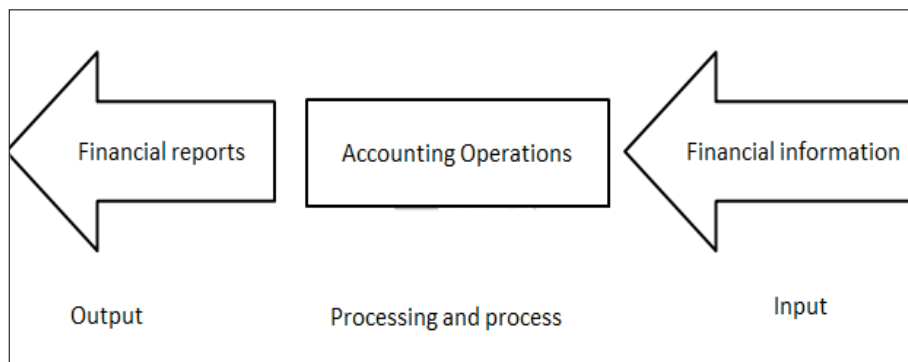 Financial reports
Accounting Operations
Financial information
Output
Processing and process
Input